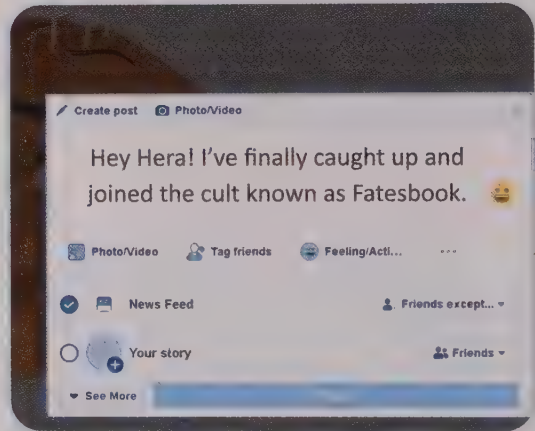 Create post Photo/Video
Hey Hera! I've finally caught up and
joined the cult known as Fatesbook.
Photo/Video Tag friends Feeling/Acti... ...
News Feed Friends except...
Your story Friends
See More